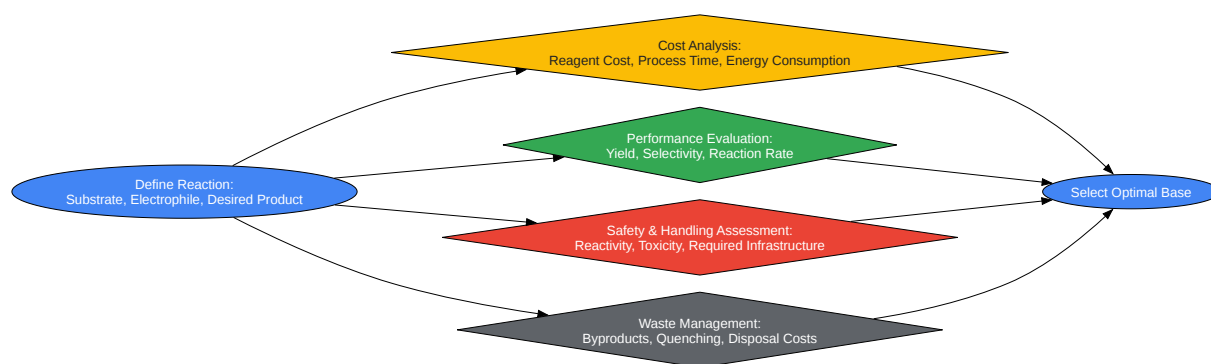 Cost Analysis:
Reagent Cost, Process Time, Energy Consumption
Performance Evaluation:
Yield, Selectivity, Reaction Rate
Define Reaction:
Substrate, Electrophile, Desired Product
Select Optimal Base
Safety & Handling Assessment:
Reactivity, Toxicity, Required Infrastructure
Waste Management:
Byproducts, Quenching, Disposal Costs